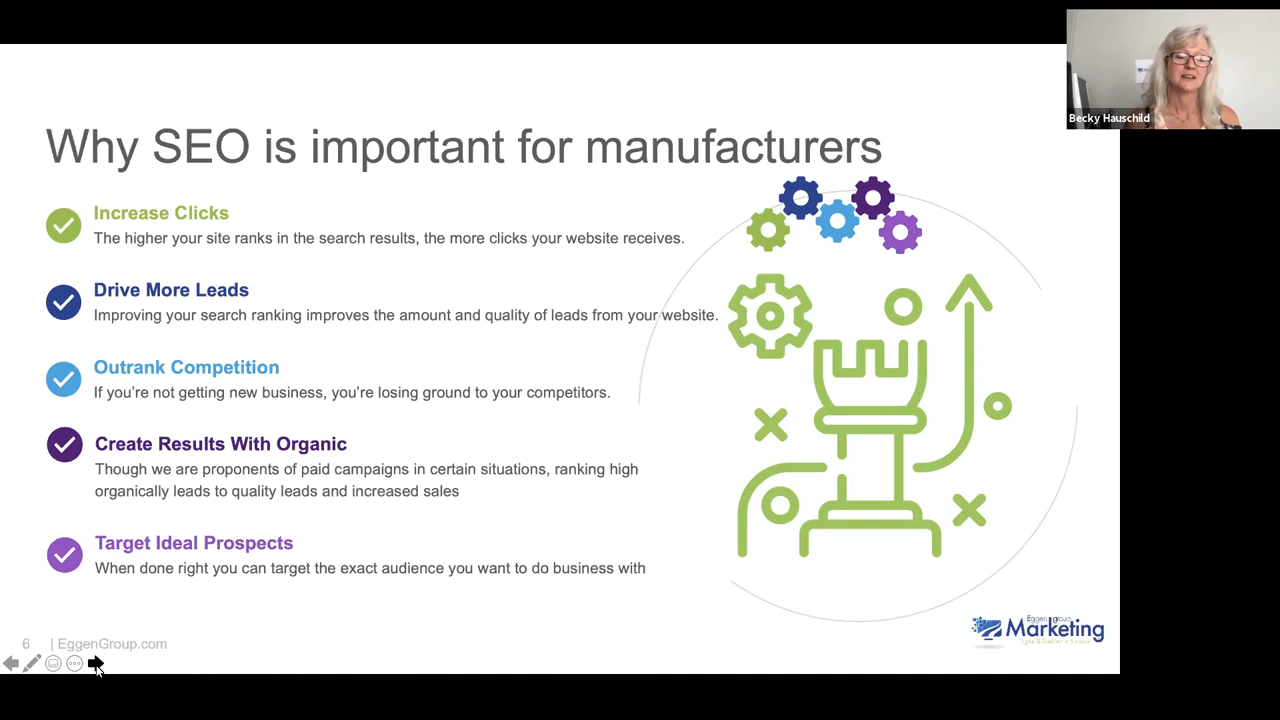 Becky Hauschild
Why SEO is important for manufacturers
Increase Clicks
The higher your site ranks in the search results, the more clicks your website receives.
Drive More Leads
Improving your search ranking improves the amount and quality of leads from your website.
Outrank Competition
If you’re not getting new business, you’re losing ground to your competitors.
Create Results With Organic
Though we are proponents of paid campaigns in certain situations, ranking high
organically leads to quality leads and increased sales
Target Ideal Prospects
When done right you can target the exact audience you want to do business with
6 | EggenGroup.com
Eggen group
Marketing